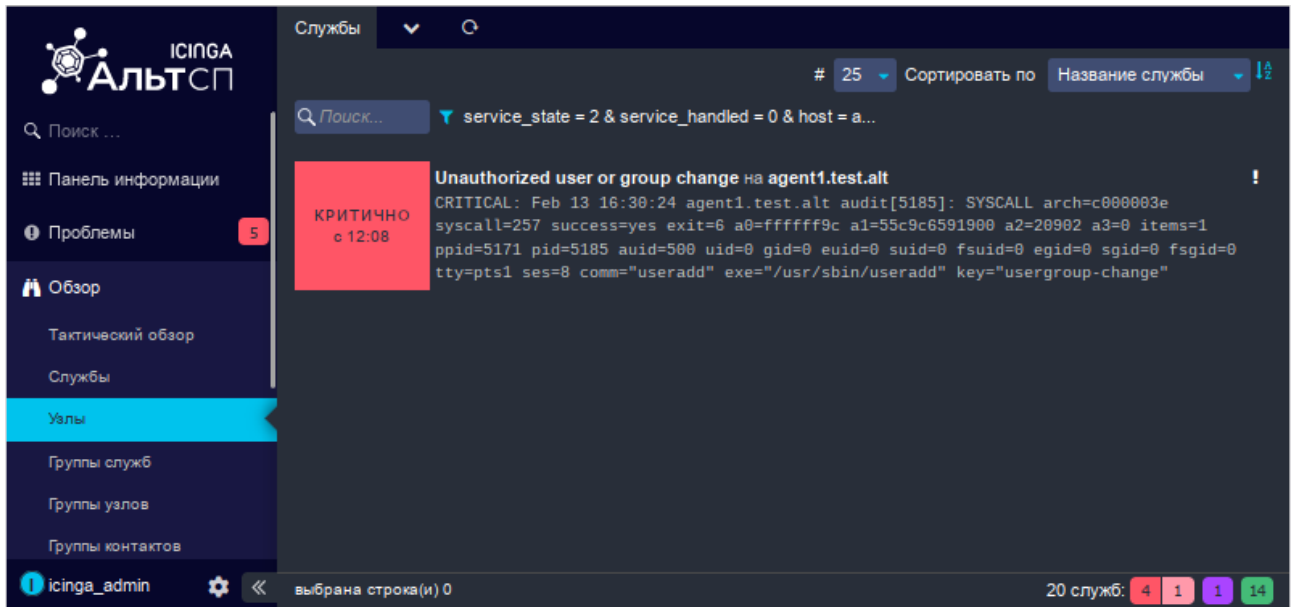 ICINGA
АЛЬТСП
Поиск ...
Панель информации
Проблемы 5
Обзор
Тактический обзор
Службы
Узлы
Группы служб
Группы узлов
Группы контактов
icinga_admin
Службы
# 25 Сортировать по Название службы
Поиск... service_state = 2 & service_handled = 0 & host = a...
КРИТИЧНО
с 12:08
Unauthorized user or group change на agent1.test.alt
CRITICAL: Feb 13 16:30:24 agent1.test.alt audit[5185]: SYSCALL arch=c000003e
syscall=257 success=yes exit=6 a0=ffffff9c a1=55c9c6591900 a2=20902 a3=0 items=1
ppid=5171 pid=5185 auid=500 uid=0 gid=0 euid=0 suid=0 fsuid=0 egid=0 sgid=0 fsgid=0
tty=pts1 ses=8 comm="useradd" exe="/usr/sbin/useradd" key="usergroup-change"
выбрана строка(и) 0
20 служб: 4 1 1 14